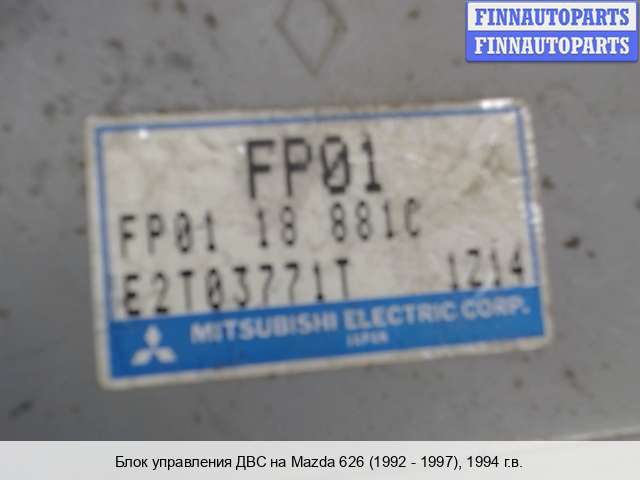 FINNAUTOPARTS
FINNAUTOPARTS
FP01
FP01 18 881C
E2T03771T 1Z14
MITSUBISHI ELECTRIC CORP.
JAPAN
Блок управления ДВС на Mazda 626 (1992 - 1997), 1994 г.в.